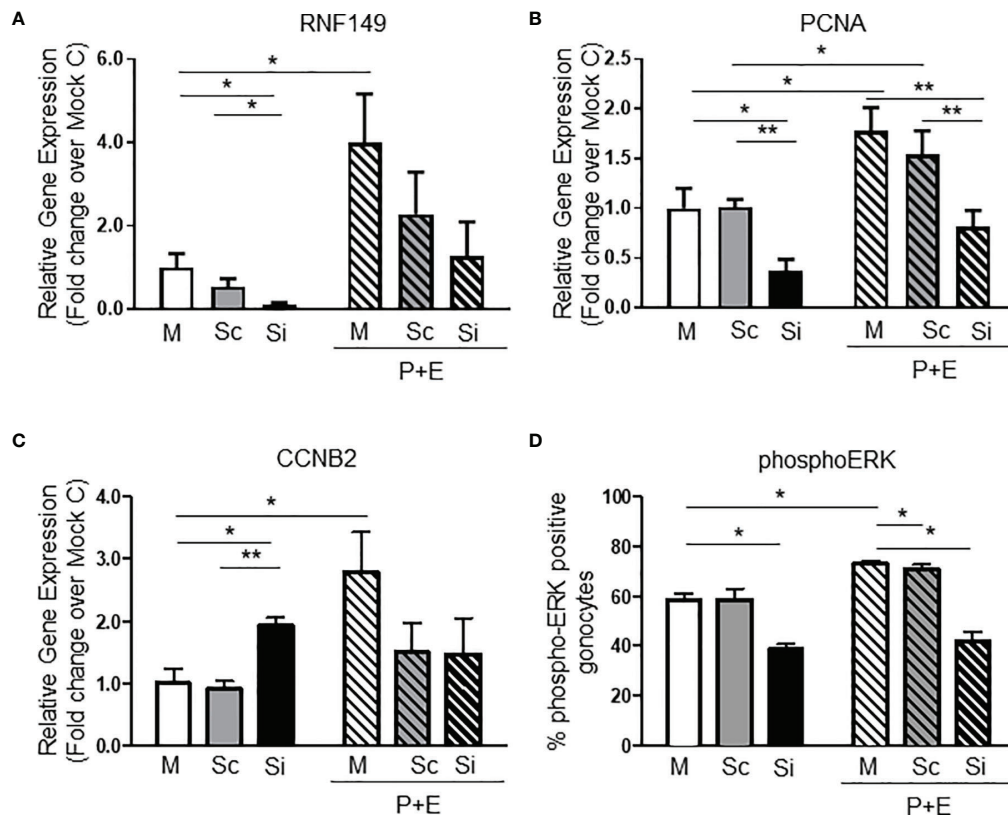 A
RNF149
Relative Gene Expression
(Fold change over Mock C)
6.0
4.0
2.0
0.0
*
*
*
M Sc Si M Sc Si
P+E
B
PCNA
Relative Gene Expression
(Fold change over Mock C)
2.5
2.0
1.5
1.0
0.5
0.0
*
*
**
*
**
**
M Sc Si M Sc Si
P+E
C
CCNB2
Relative Gene Expression
(Fold change over Mock C)
4.0
3.0
2.0
1.0
0.0
*
*
**
M Sc Si M Sc Si
P+E
D
phosphoERK
% phospho-ERK positive
gonocytes
100
80
60
40
20
0
*
*
*
*
M Sc Si M Sc Si
P+E